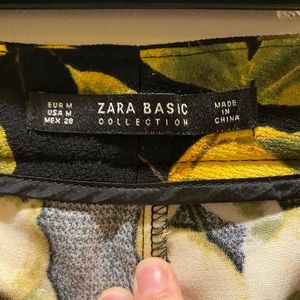 EUR M
USA M
MEX 28
ZARA BASIC
COLLECTION
MADE
IN
CHINA